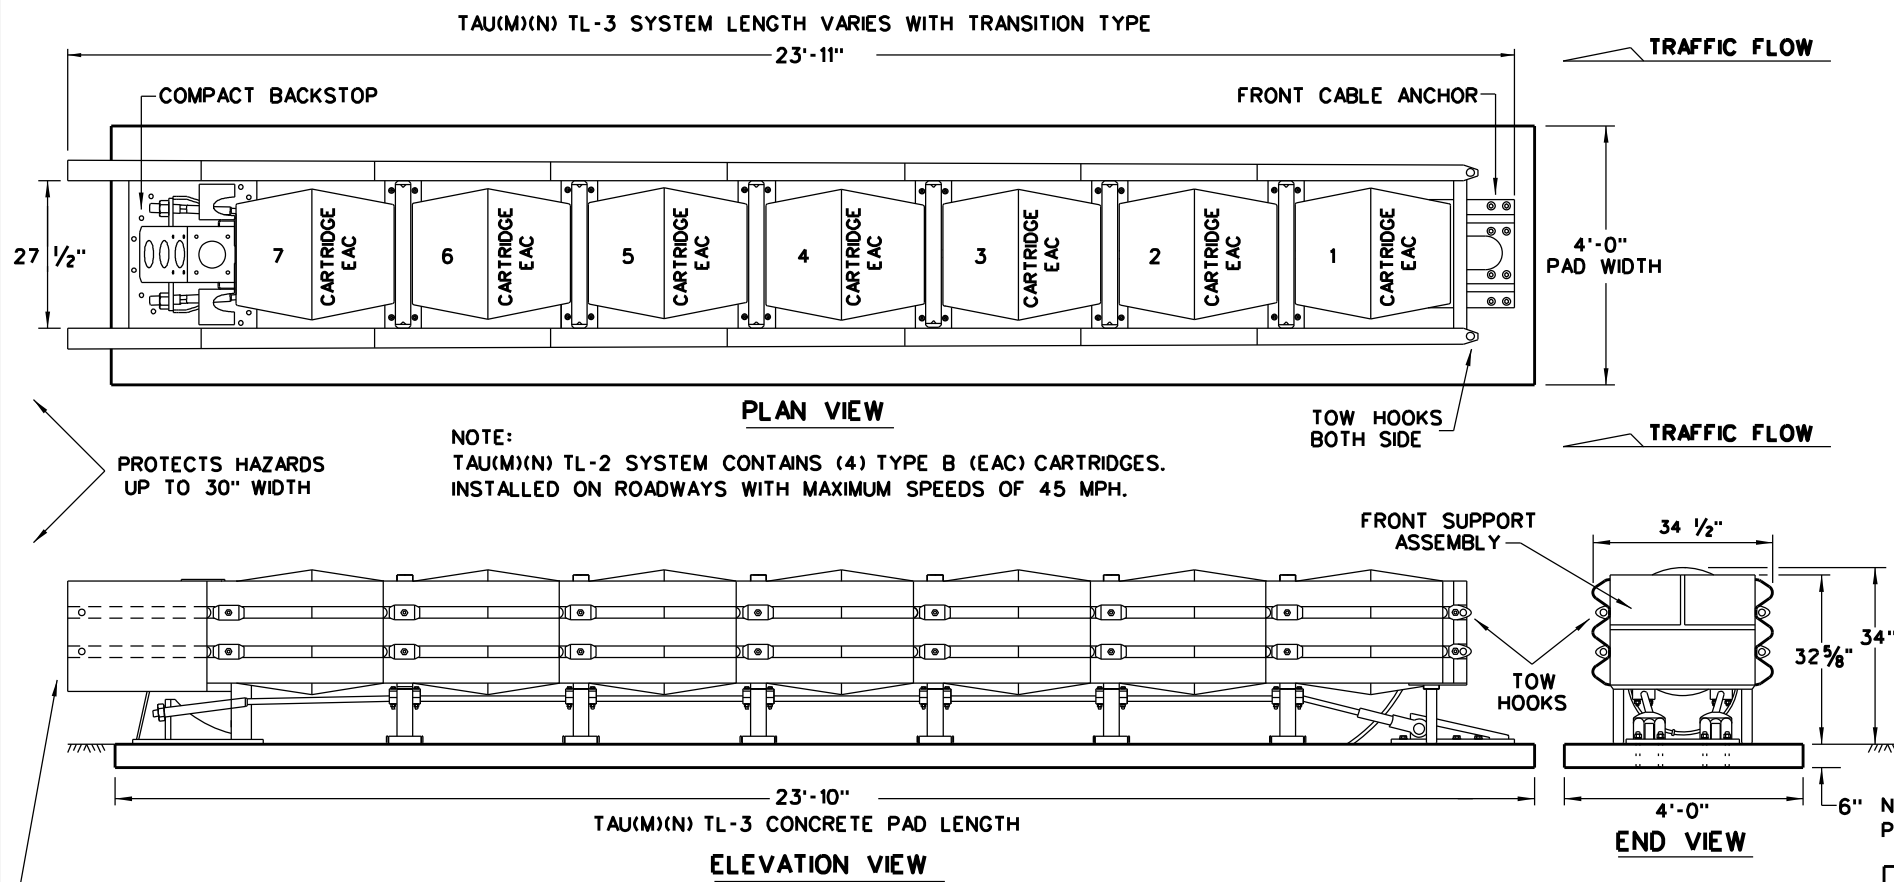 TAU(M)(N) TL-3 SYSTEM LENGTH VARIES WITH TRANSITION TYPE
23'-11"
TRAFFIC FLOW
COMPACT BACKSTOP
FRONT CABLE ANCHOR
27 ½"
7
CARTRIDGE
EAC
6
CARTRIDGE
EAC
5
CARTRIDGE
EAC
4
CARTRIDGE
EAC
3
CARTRIDGE
EAC
2
CARTRIDGE
EAC
1
CARTRIDGE
EAC
4'-0"
PAD WIDTH
PLAN VIEW
TOW HOOKS
BOTH SIDE
TRAFFIC FLOW
PROTECTS HAZARDS
UP TO 30" WIDTH
NOTE:
TAU(M)(N) TL-2 SYSTEM CONTAINS (4) TYPE B (EAC) CARTRIDGES.
INSTALLED ON ROADWAYS WITH MAXIMUM SPEEDS OF 45 MPH.
FRONT SUPPORT
ASSEMBLY
34 ½"
34"
32 ⅝"
TOW
HOOKS
23'-10"
TAU(M)(N) TL-3 CONCRETE PAD LENGTH
ELEVATION VIEW
4'-0"
6"
END VIEW
N
P